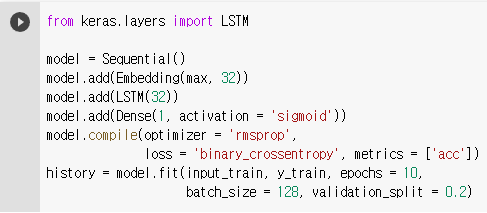 from keras.layers import LSTM
model = Sequential()
model.add(Embedding(max, 32))
model.add(LSTM(32))
model.add(Dense(1, activation = 'sigmoid'))
model.compile(optimizer = 'rmsprop',
loss = 'binary_crossentropy', metrics = ['acc'])
history = model.fit(input_train, y_train, epochs = 10,
batch_size = 128, validation_split = 0.2)